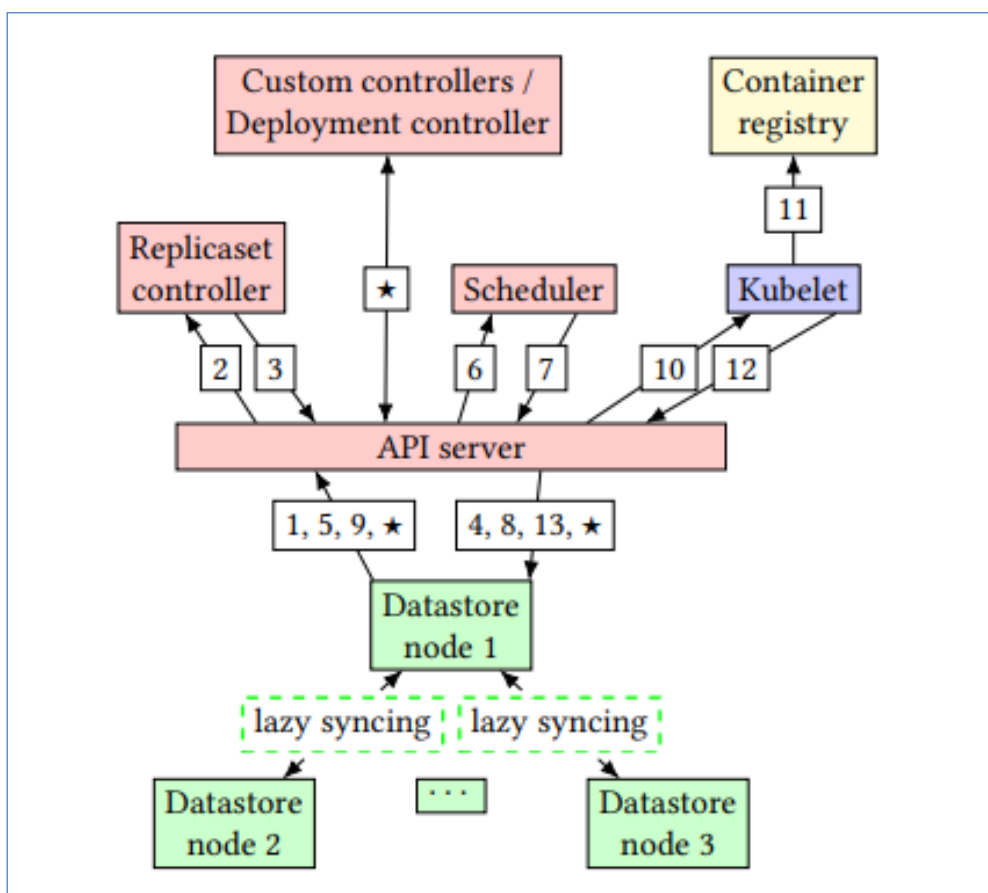 Custom controllers /
Deployment controller
Container
registry
11
Replicaset
controller
★
Scheduler
Kubelet
2
3
6
7
10
12
API server
1, 5, 9, ★
4, 8, 13, ★
Datastore
node 1
lazy syncing
lazy syncing
Datastore
node 2
...
Datastore
node 3